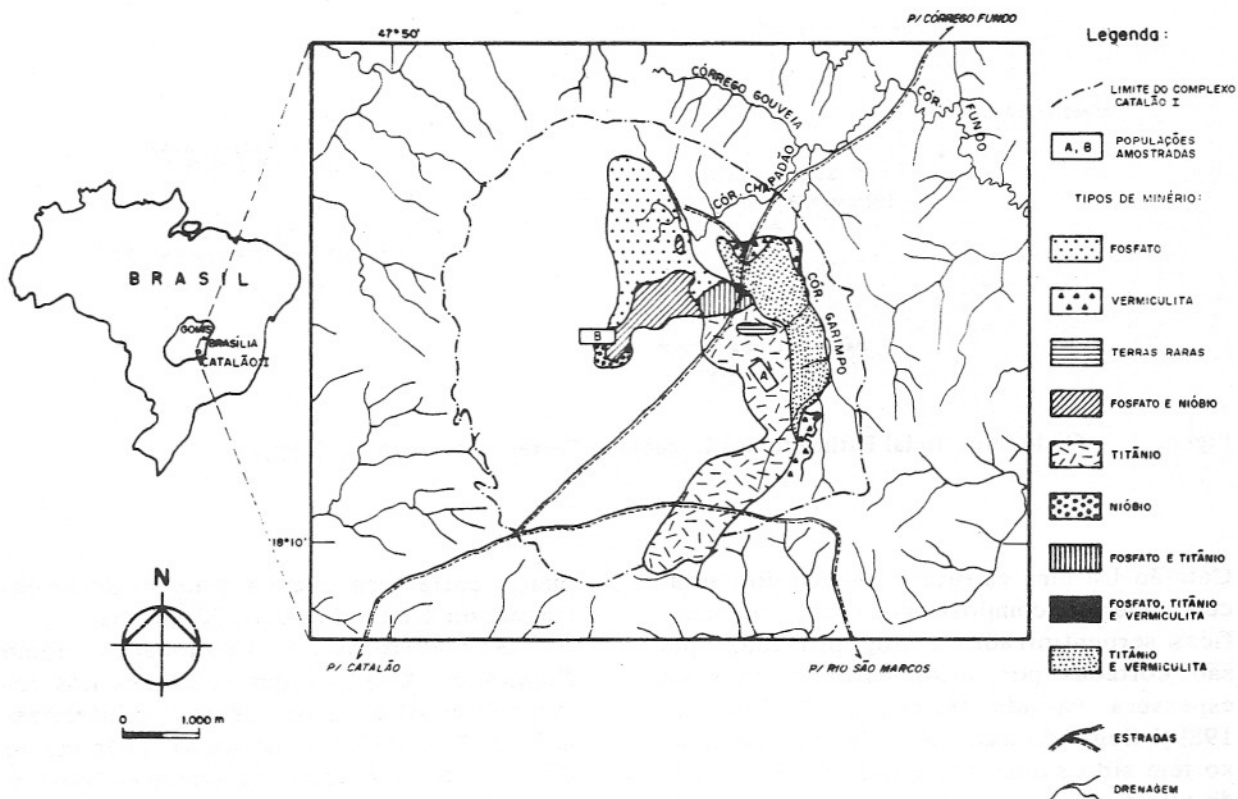 P/ CÓRREGO FUNDO
47° 50'
CÓRREGO GOUVEIA
CÓR. FUNDO
CÓR. CHAPADÃO
CÓR. GARIMPO
B
A
18° 10'
P/ CATALÃO
P/ RIO SÃO MARCOS
BRASIL
GOIÁS
BRASÍLIA
CATALÃO I
N
0 1.000 m
Legenda:
LIMITE DO COMPLEXO
CATALÃO I
A, B
POPULAÇÕES
AMOSTRADAS
TIPOS DE MINÉRIO:
FOSFATO
VERMICULITA
TERRAS RARAS
FOSFATO E NIÓBIO
TITÂNIO
NIÓBIO
FOSFATO E TITÂNIO
FOSFATO, TITÂNIO
E VERMICULITA
TITÂNIO
E VERMICULITA
ESTRADAS
DRENAGEM